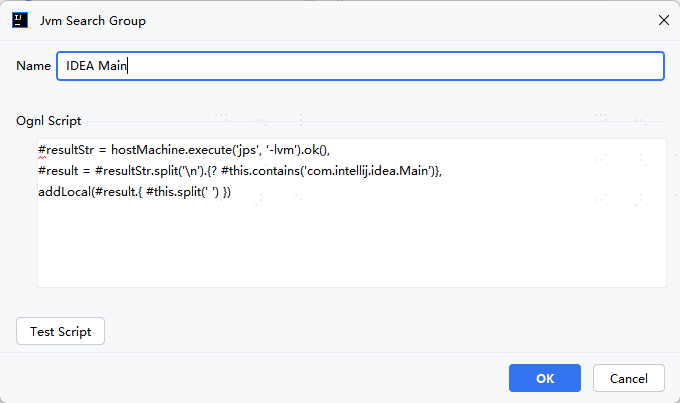 Jvm Search Group
Name IDEA Main
Ognl Script
#resultStr = hostMachine.execute('jps', '-lvm').ok(),
#result = #resultStr.split('\n').{? #this.contains('com.intellij.idea.Main')},
addLocal(#result.{ #this.split(' ') })
Test Script
OK Cancel